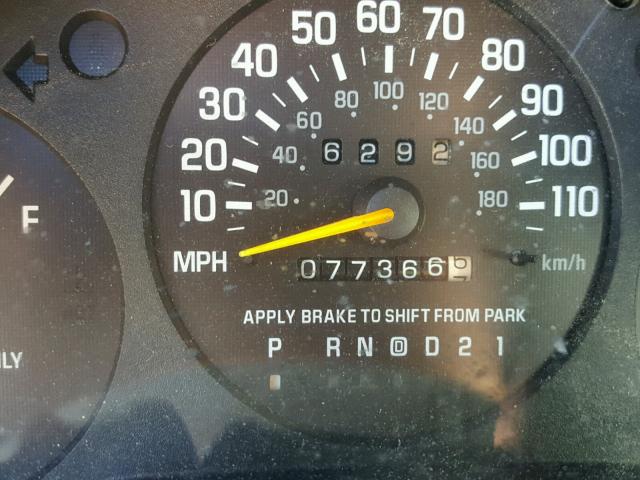 10 20 30 40 50 60 70 80 90 100 110
20 40 60 80 100 120 140 160 180
6292
MPH
km/h
077366
APPLY BRAKE TO SHIFT FROM PARK
P R N D D 2 1
F
NLY